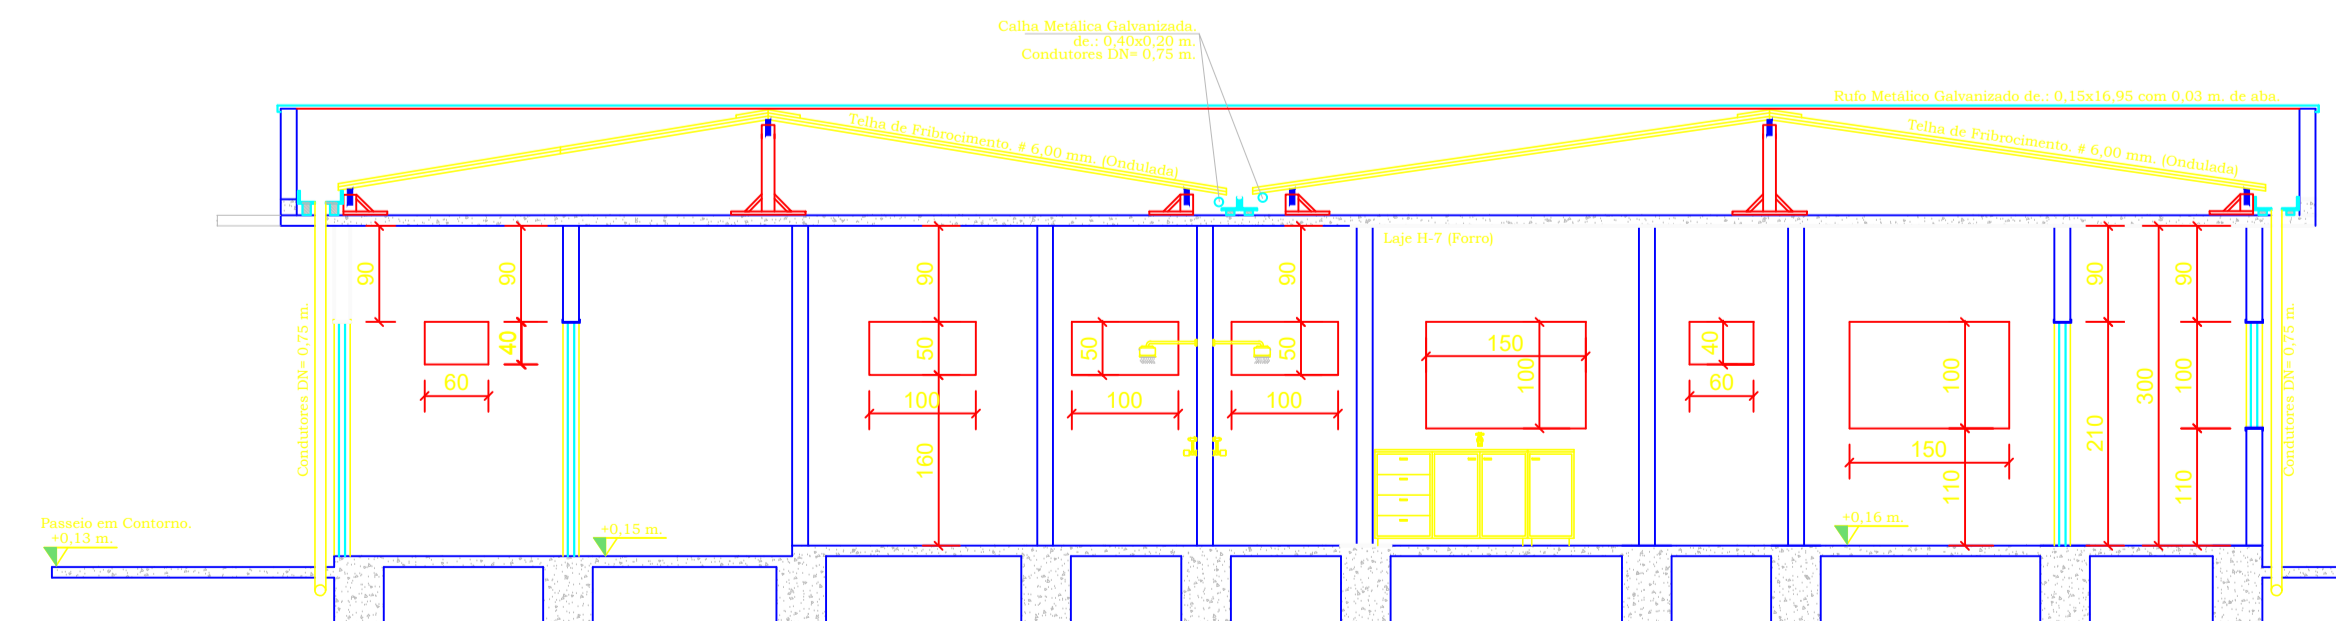 Calha Metálica Galvanizada.
de.: 0,40x0,20 m.
Condutores DN= 0,75 m.
Rufo Metálico Galvanizado de.: 0,15x16,95 com 0,03 m. de aba.
Telha de Fribrocimento. # 6,00 mm. (Ondulada)
Telha de Fribrocimento. # 6,00 mm. (Ondulada)
Laje H-7 (Forro)
90
90
90
90
90
90
40
50
50
50
150
100
40
100
300
100
60
100
100
100
60
210
150
160
110
110
Condutores DN= 0,75 m.
Condutores DN= 0,75 m.
Passeio em Contorno.
+0,13 m.
+0,15 m.
+0,16 m.